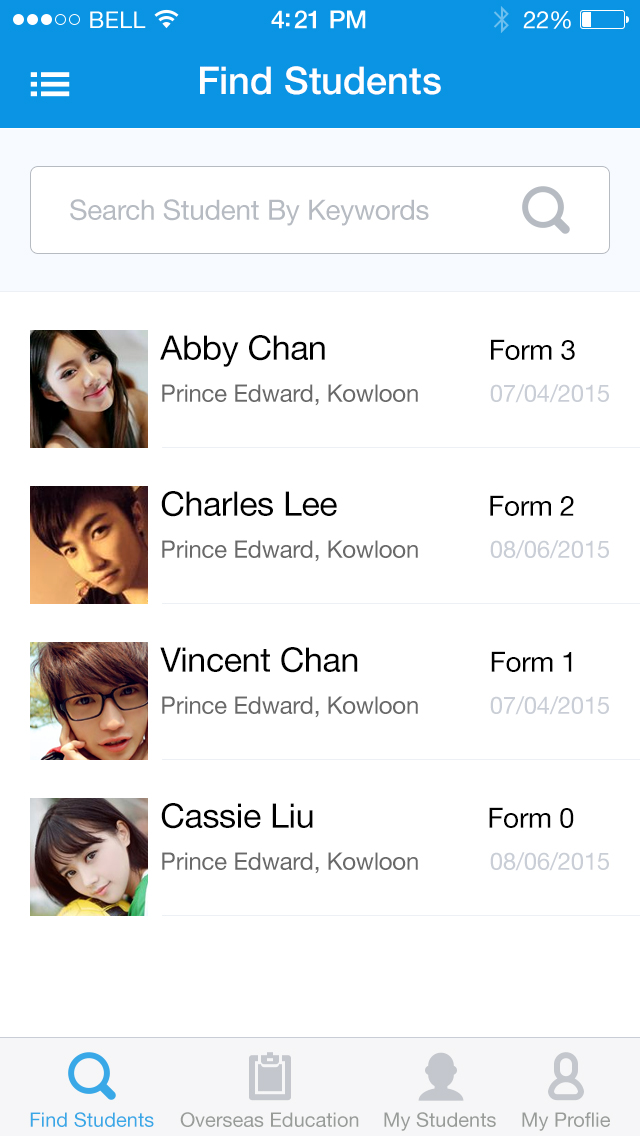 BELL 4:21 PM 22%
Find Students
Search Student By Keywords
Abby Chan Form 3
Prince Edward, Kowloon 07/04/2015
Charles Lee Form 2
Prince Edward, Kowloon 08/06/2015
Vincent Chan Form 1
Prince Edward, Kowloon 07/04/2015
Cassie Liu Form 0
Prince Edward, Kowloon 08/06/2015
Find Students Overseas Education My Students My Proflie